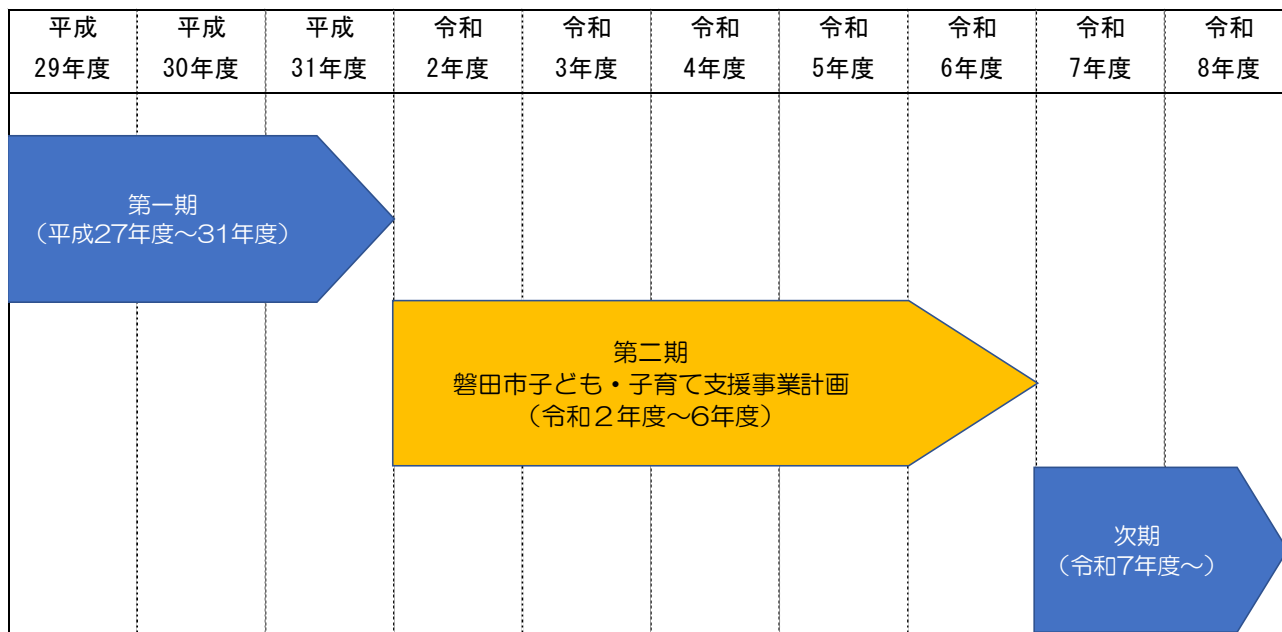 平成 平成 平成 令和 令和 令和 令和 令和 令和 令和
29年度 30年度 31年度 2年度 3年度 4年度 5年度 6年度 7年度 8年度
第一期
（平成27年度～31年度）
第二期
磐田市子ども・子育て支援事業計画
（令和２年度～6年度）
次期
（令和7年度～）